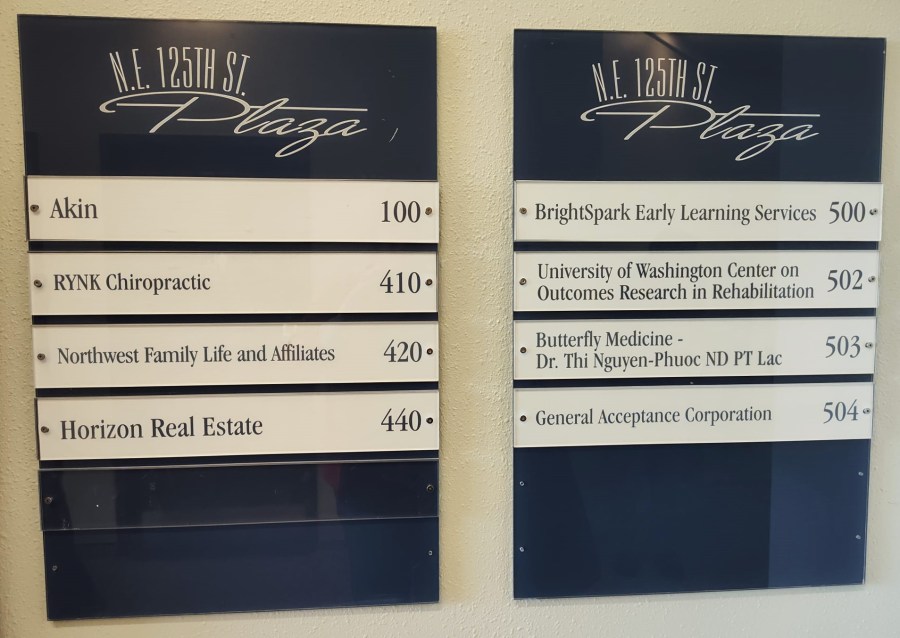 N.E. 125TH ST.
Plaza
Akin 100
RYNK Chiropractic 410
Northwest Family Life and Affiliates 420
Horizon Real Estate 440
N.E. 125TH ST.
Plaza
BrightSpark Early Learning Services 500
University of Washington Center on
Outcomes Research in Rehabilitation 502
Butterfly Medicine -
Dr. Thi Nguyen-Phuoc ND PT Lac 503
General Acceptance Corporation 504